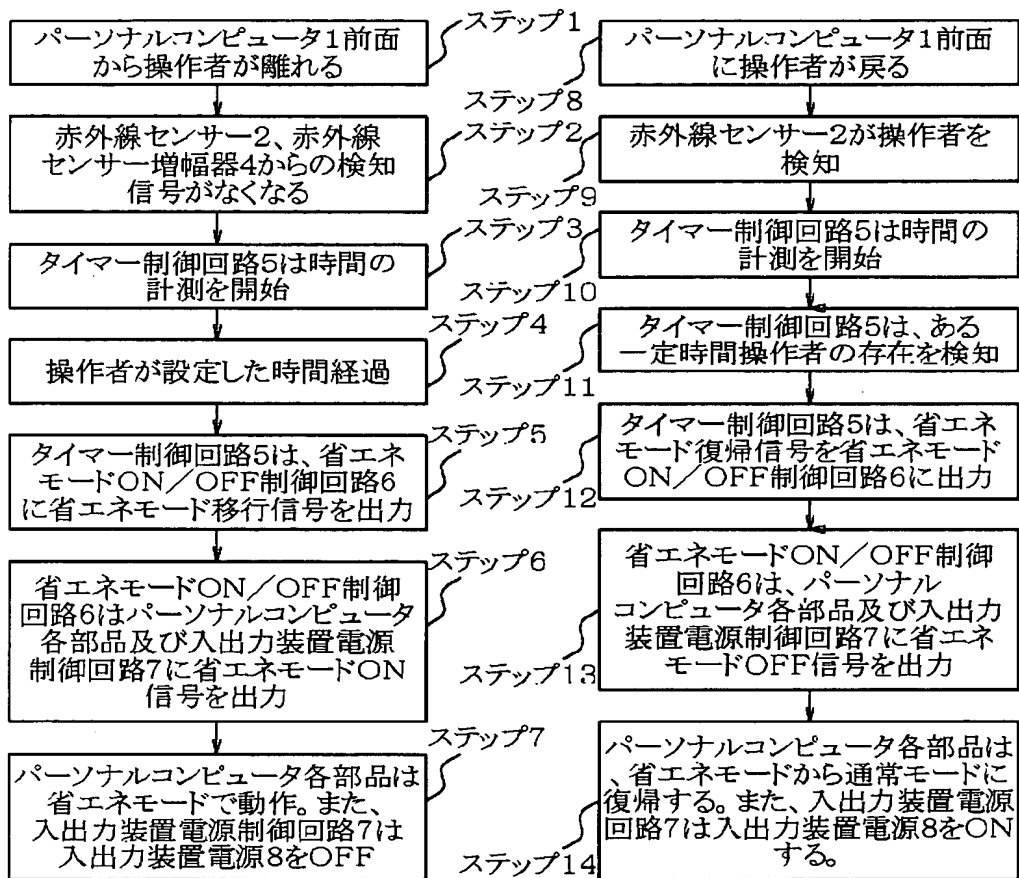 ステップ1
パーソナルコンピュータ1前面
から操作者が離れる
ステップ2
赤外線センサー2、赤外線
センサー増幅器4からの検知
信号がなくなる
ステップ3
タイマー制御回路5は時間の
計測を開始
ステップ4
操作者が設定した時間経過
ステップ5
タイマー制御回路5は、省エネ
モードON／OFF制御回路6
に省エネモード移行信号を出力
ステップ6
省エネモードON／OFF制御
回路6はパーソナルコンピュータ
各部品及び入出力装置電源
制御回路7に省エネモードON
信号を出力
ステップ7
パーソナルコンピュータ各部品は
省エネモードで動作。また、
入出力装置電源制御回路7は
入出力装置電源8をOFF
ステップ8
パーソナルコンピュータ1前面
に操作者が戻る
ステップ9
赤外線センサー2が操作者を
検知
ステップ10
タイマー制御回路5は時間の
計測を開始
ステップ11
タイマー制御回路5は、ある
一定時間操作者の存在を検知
ステップ12
タイマー制御回路5は、省エネ
モード復帰信号を省エネモード
ON／OFF制御回路6に出力
ステップ13
省エネモードON／OFF制御
回路6は、パーソナル
コンピュータ各部品及び入出力
装置電源制御回路7に省エネ
モードOFF信号を出力
ステップ14
パーソナルコンピュータ各部品は
、省エネモードから通常モードに
復帰する。また、入出力装置電源
回路7は入出力装置電源8をON
する。